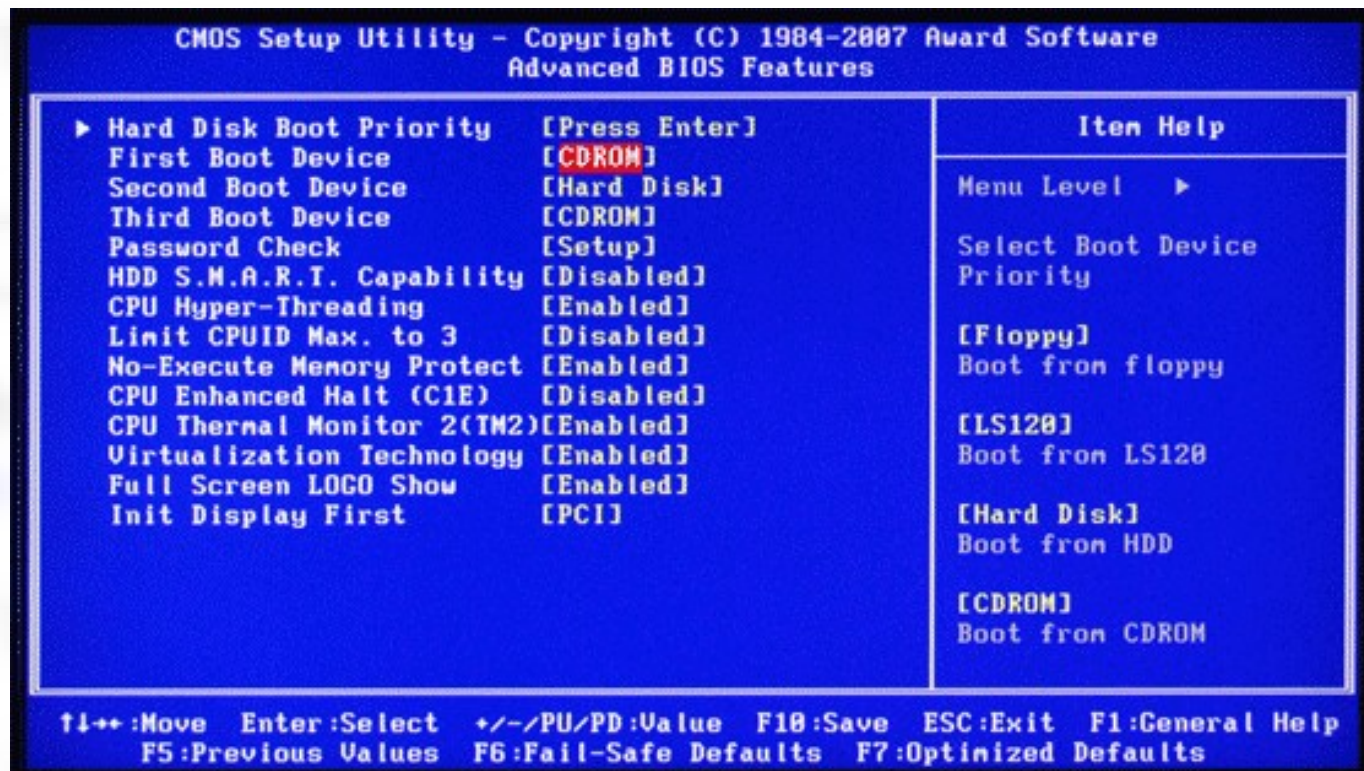 CMOS Setup Utility - Copyright (C) 1984-2007 Award Software
Advanced BIOS Features
▶ Hard Disk Boot Priority [Press Enter]
First Boot Device [CDROM]
Second Boot Device [Hard Disk]
Third Boot Device [CDROM]
Password Check [Setup]
HDD S.M.A.R.T. Capability [Disabled]
CPU Hyper-Threading [Enabled]
Limit CPUID Max. to 3 [Disabled]
No-Execute Memory Protect [Enabled]
CPU Enhanced Halt (C1E) [Disabled]
CPU Thermal Monitor 2(TM2)[Enabled]
Virtualization Technology [Enabled]
Full Screen LOGO Show [Enabled]
Init Display First [PCI]
Item Help
Menu Level ▶
Select Boot Device
Priority
[Floppy]
Boot from floppy
[LS120]
Boot from LS120
[Hard Disk]
Boot from HDD
[CDROM]
Boot from CDROM
↑↓→←:Move Enter:Select +/-/PU/PD:Value F10:Save ESC:Exit F1:General Help
F5:Previous Values F6:Fail-Safe Defaults F7:Optimized Defaults